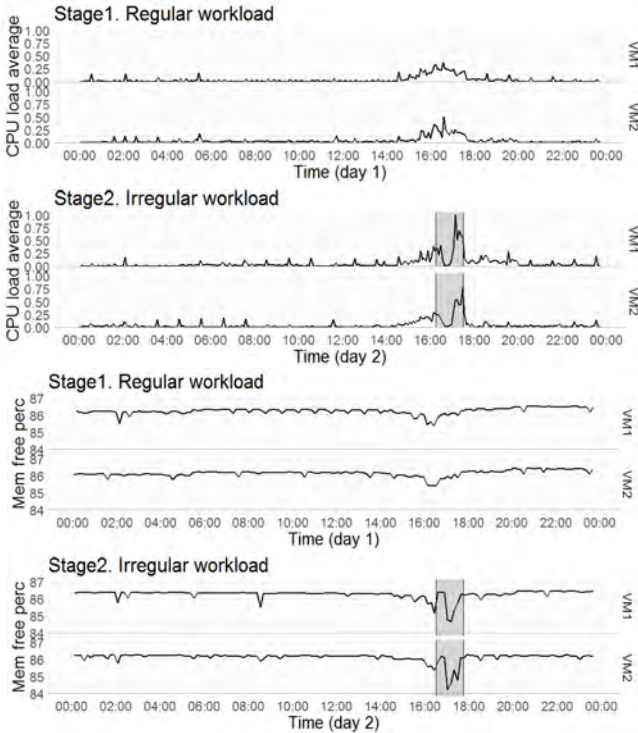 Stage1. Regular workload
CPU load average
1.00
0.75
0.50
0.25
0.00
VM1
1.00
0.75
0.50
0.25
0.00
VM2
00:00 02:00 04:00 06:00 08:00 10:00 12:00 14:00 16:00 18:00 20:00 22:00 00:00
Time (day 1)
Stage2. Irregular workload
CPU load average
1.00
0.75
0.50
0.25
0.00
VM1
1.00
0.75
0.50
0.25
0.00
VM2
00:00 02:00 04:00 06:00 08:00 10:00 12:00 14:00 16:00 18:00 20:00 22:00 00:00
Time (day 2)
Stage1. Regular workload
Mem free perc
87
86
85
84
VM1
87
86
85
84
VM2
00:00 02:00 04:00 06:00 08:00 10:00 12:00 14:00 16:00 18:00 20:00 22:00 00:00
Time (day 1)
Stage2. Irregular workload
Mem free perc
87
86
85
84
VM1
87
86
85
84
VM2
00:00 02:00 04:00 06:00 08:00 10:00 12:00 14:00 16:00 18:00 20:00 22:00 00:00
Time (day 2)